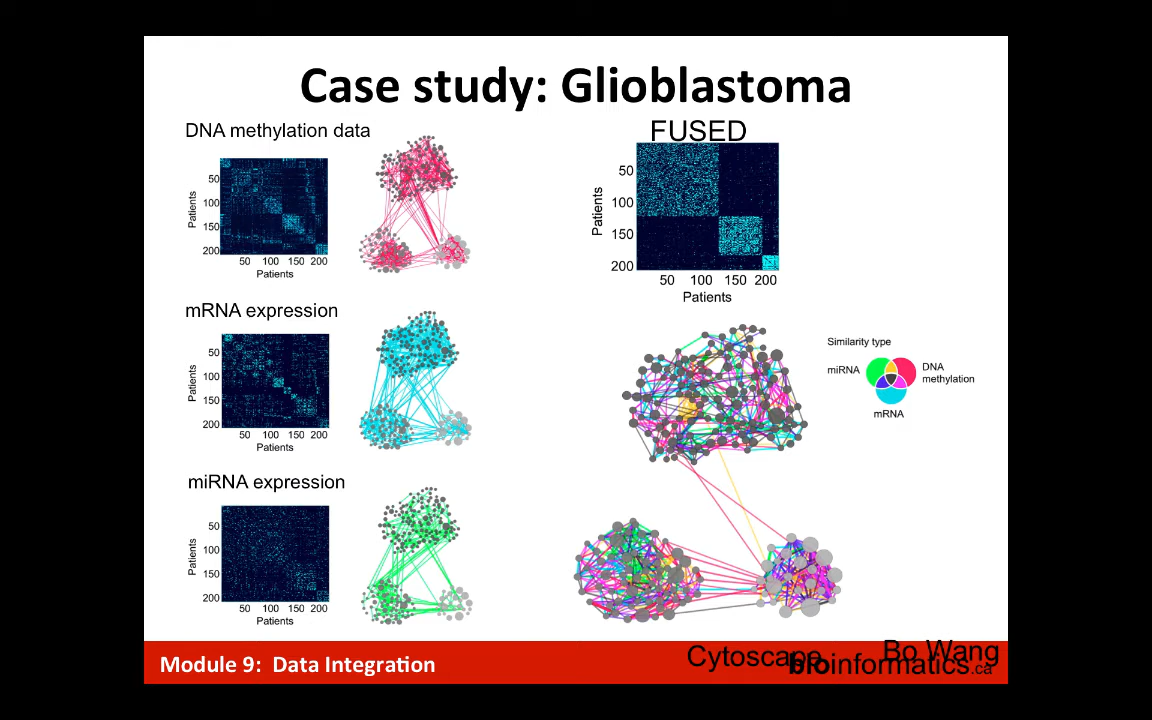 Case study: Glioblastoma
DNA methylation data
Patients
50
100
150
200
50 100 150 200
Patients
mRNA expression
Patients
50
100
150
200
50 100 150 200
Patients
miRNA expression
Patients
50
100
150
200
50 100 150 200
Patients
FUSED
Patients
50
100
150
200
50 100 150 200
Patients
Similarity type
miRNA
DNA
methylation
mRNA
Module 9: Data Integration
Cytoscape
Bo Wang
bioinformatics.ca